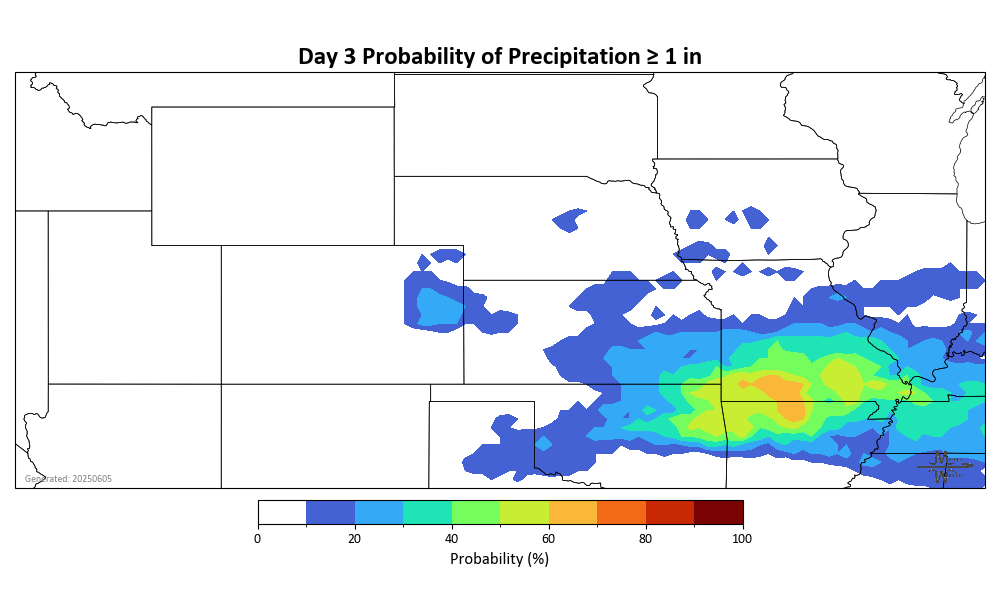 Day 3 Probability of Precipitation ≥ 1 in
Generated: 20250605
0 20 40 60 80 100
Probability (%)